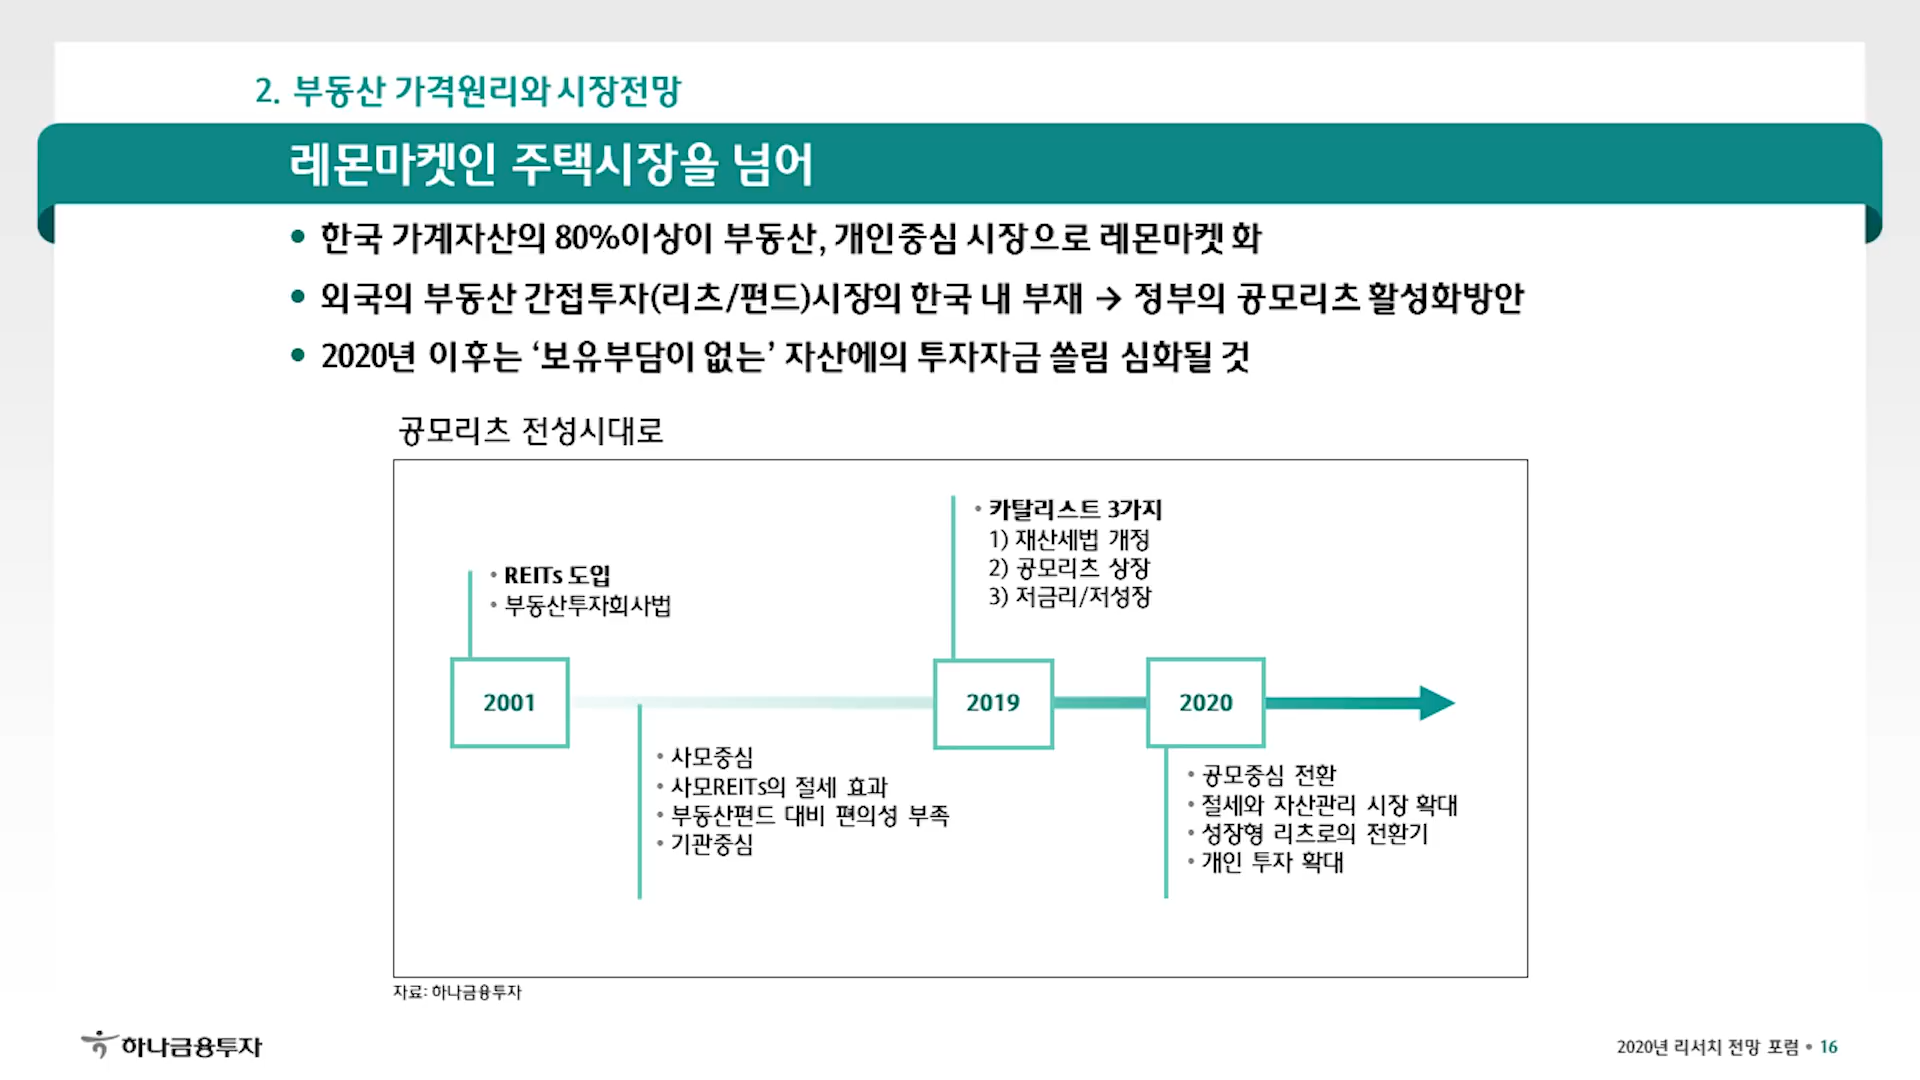 2. 부동산 가격원리와 시장전망
레몬마켓인 주택시장을 넘어
• 한국 가계자산의 80%이상이 부동산, 개인중심 시장으로 레몬마켓 화
• 외국의 부동산 간접투자(리츠/펀드)시장의 한국 내 부재 → 정부의 공모리츠 활성화방안
• 2020년 이후는 ‘보유부담이 없는’ 자산에의 투자자금 쏠림 심화될 것
공모리츠 전성시대로
• REITs 도입
• 부동산투자회사법
2001
• 사모중심
• 사모REITs의 절세 효과
• 부동산펀드 대비 편의성 부족
• 기관중심
• 카탈리스트 3가지
1) 재산세법 개정
2) 공모리츠 상장
3) 저금리/저성장
2019
2020
• 공모중심 전환
• 절세와 자산관리 시장 확대
• 성장형 리츠로의 전환기
• 개인 투자 확대
자료: 하나금융투자
하나금융투자
2020년 리서치 전망 포럼 • 16